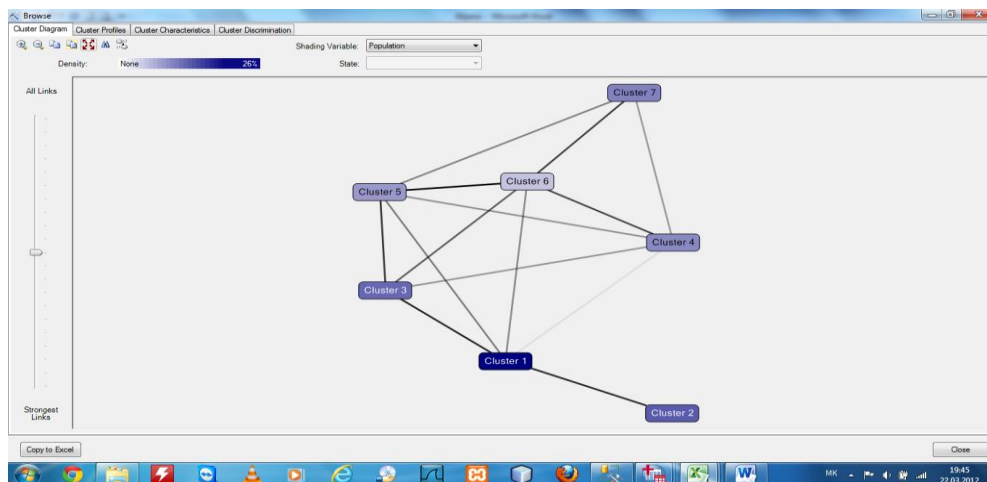 Browse
Cluster Diagram Cluster Profiles Cluster Characteristics Cluster Discrimination
Shading Variable: Population
Density: None 26% State:
All Links
Cluster 7
Cluster 6
Cluster 5
Cluster 4
Cluster 3
Cluster 1
Cluster 2
Strongest
Links
Copy to Excel Close
MK 19:45
22.03.2012